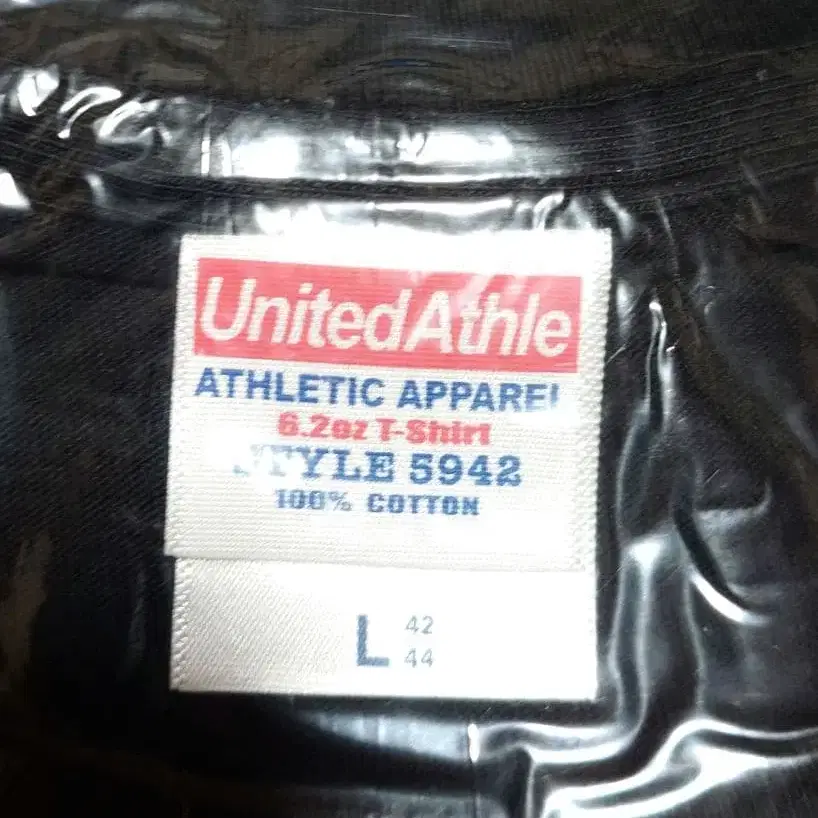 UnitedAthle
ATHLETIC APPAREL
6.2oz T-Shirt
STYLE 5942
100% COTTON
L 42
44